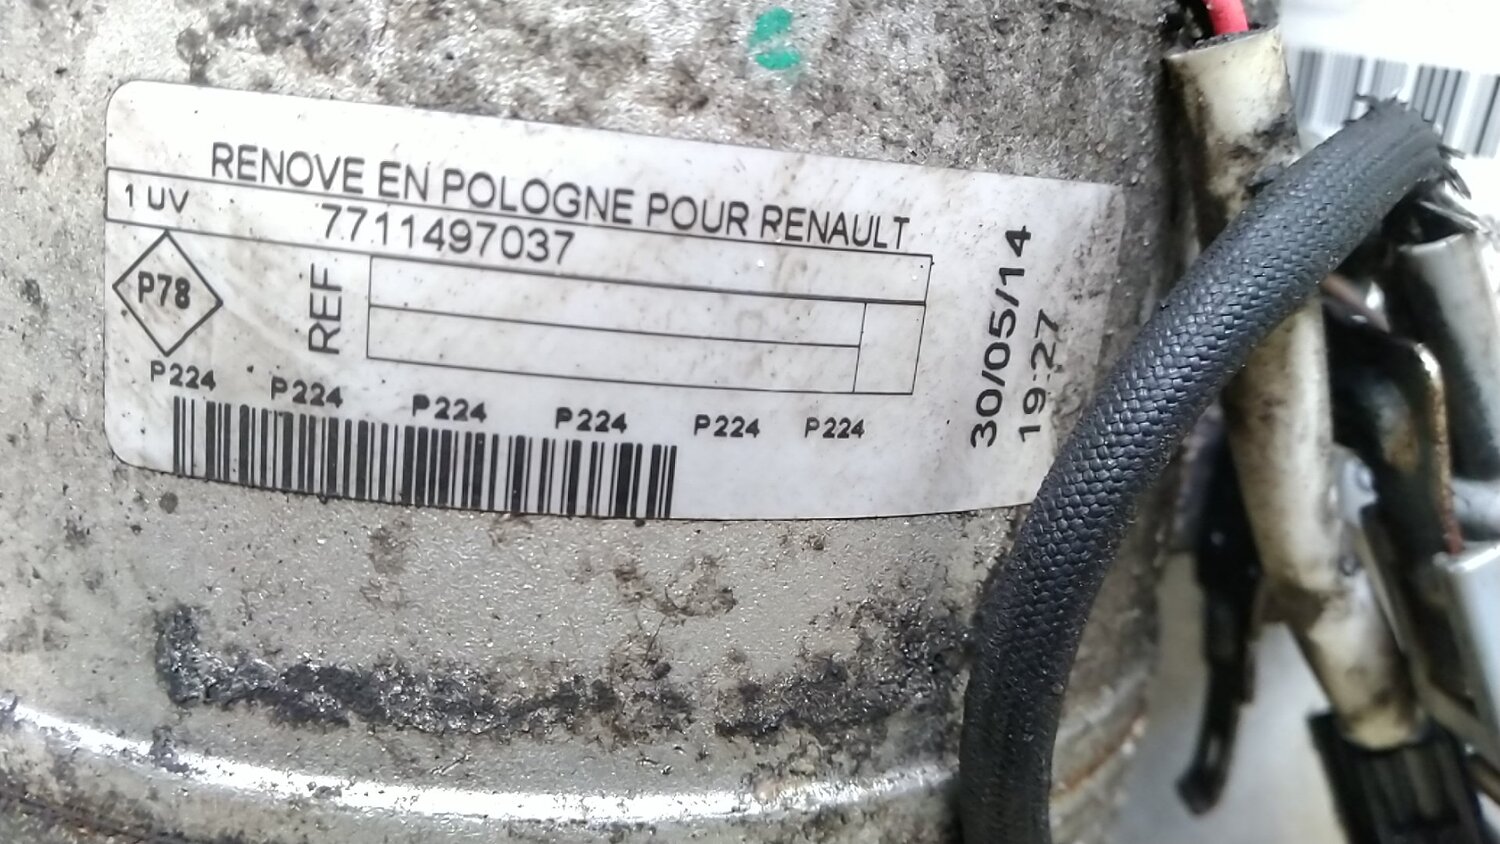 RENOVE EN POLOGNE POUR RENAULT
1 UV
7711497037
P78
REF
P224 P224 P224 P224 P224 P224
30/05/14
19:27